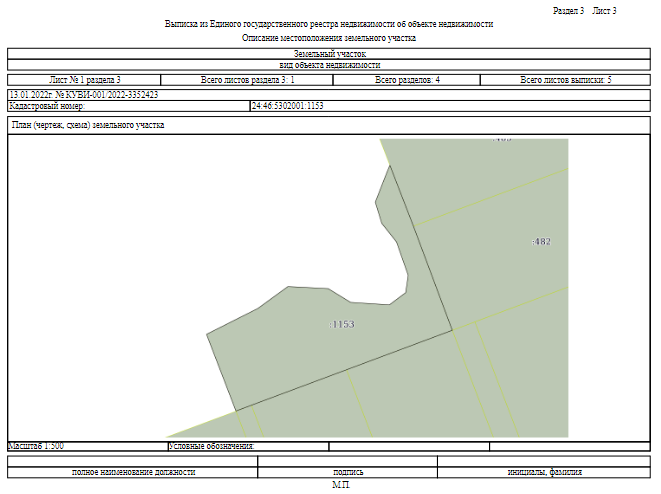 Раздел 3 Лист 3
Выписка из Единого государственного реестра недвижимости об объекте недвижимости
Описание местоположения земельного участка
Земельный участок
вид объекта недвижимости
Лист № 1 раздела 3 Всего листов раздела 3: 1 Всего разделов: 4 Всего листов выписки: 5
13.01.2022г. № КУВИ-001/2022-3352423
Кадастровый номер: 24:46:5302001:1153
План (чертеж, схема) земельного участка
:482
:1153
Масштаб 1:500 Условные обозначения:
полное наименование должности подпись инициалы, фамилия
М.П.